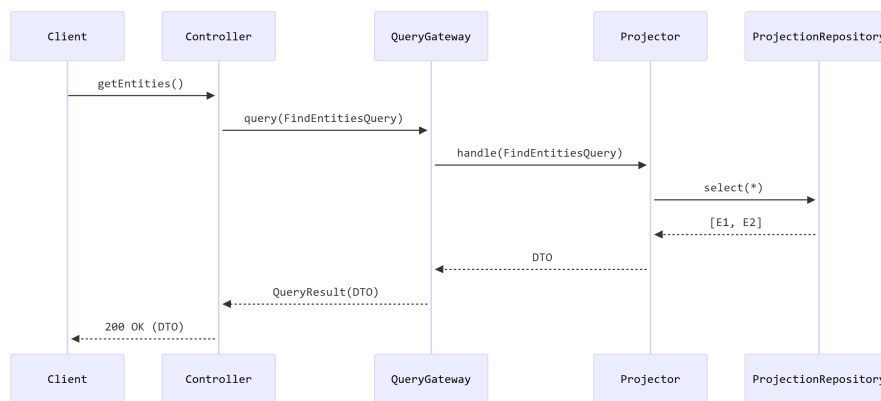 Client
Controller
QueryGateway
Projector
ProjectionRepository
getEntities()
query(FindEntitiesQuery)
handle(FindEntitiesQuery)
select(*)
[E1, E2]
DTO
QueryResult(DTO)
200 OK (DTO)
Client
Controller
QueryGateway
Projector
ProjectionRepository